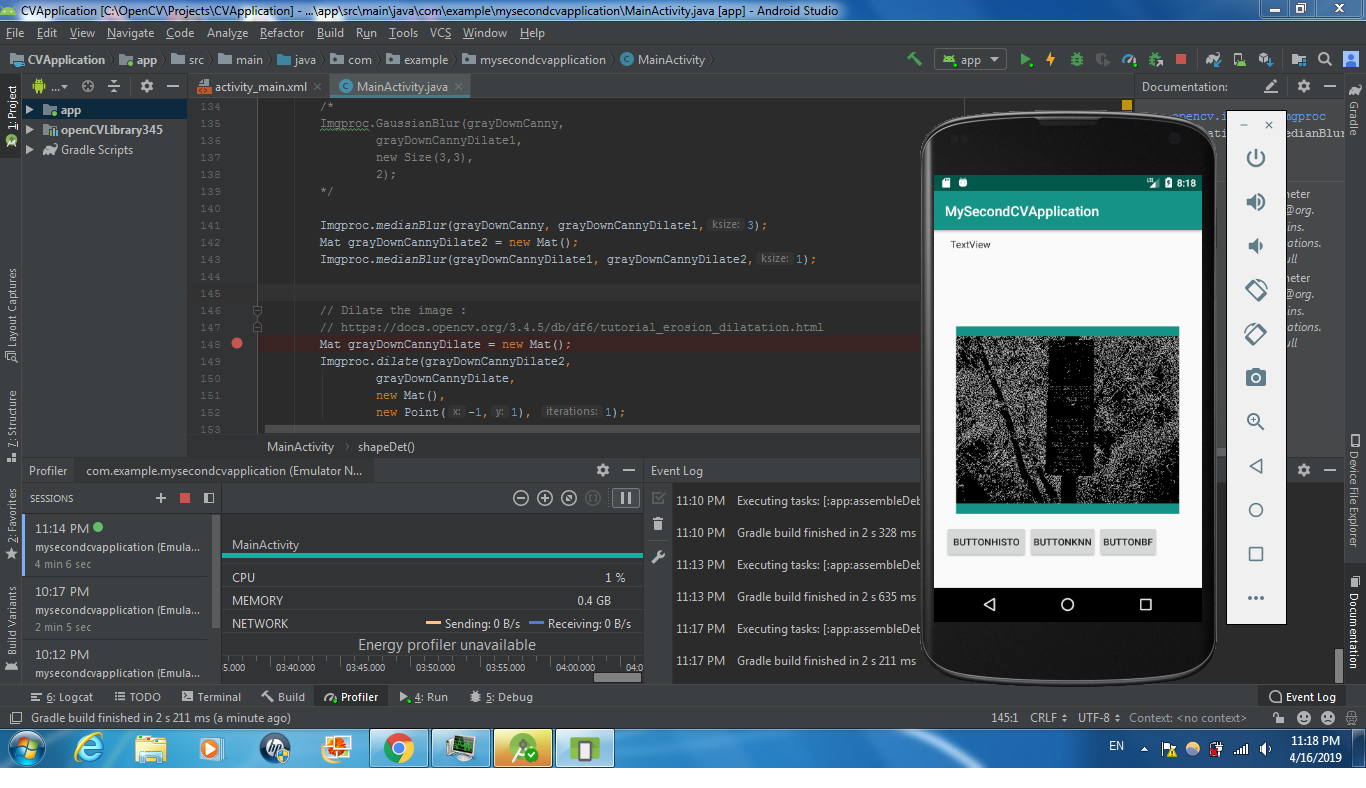 CVApplication [C:\OpenCV\Projects\CVApplication] - ...\app\src\main\java\com\example\mysecondcvapplication\MainActivity.java [app] - Android Studio
File Edit View Navigate Code Analyze Refactor Build Run Tools VCS Window Help
CVApplication app src main java com example mysecondcvapplication MainActivity app
1: Project
Layout Captures
7: Structure
2: Favorites
Build Variants
...
app
openCVLibrary345
Gradle Scripts
activity_main.xml
MainActivity.java
134 /*
135 Imgproc.GaussianBlur(grayDownCanny,
136 grayDownCannyDilate1,
137 new Size(3,3),
138 2);
139 */
140
141 Imgproc.medianBlur(grayDownCanny, grayDownCannyDilate1, ksize: 3);
142 Mat grayDownCannyDilate2 = new Mat();
143 Imgproc.medianBlur(grayDownCannyDilate1, grayDownCannyDilate2, ksize: 1);
144
145
146 // Dilate the image :
147 // https://docs.opencv.org/3.4.5/db/df6/tutorial_erosion_dilatation.html
148 Mat grayDownCannyDilate = new Mat();
149 Imgproc.dilate(grayDownCannyDilate2,
150 grayDownCannyDilate,
151 new Mat(),
152 new Point( x: -1, y: 1), iterations: 1);
153
MainActivity shapeDet()
Documentation:
opencv.i
mgproc
edianBlur
meter
@org.
ins.
ations.
ull
meter
@org.
ins.
ations.
ull
8:18
MySecondCVApplication
TextView
BUTTONHISTO BUTTONKNN BUTTONBF
Gradle
Device File Explorer
Documentation
Profiler com.example.mysecondcvapplication (Emulator N...
SESSIONS
11:14 PM
mysecondcvapplication (Emula...
4 min 6 sec
10:17 PM
mysecondcvapplication (Emula...
2 min 5 sec
10:12 PM
mysecondcvapplication (Emula...
MainActivity
CPU 1 %
MEMORY 0.4 GB
NETWORK Sending: 0 B/s Receiving: 0 B/s
Energy profiler unavailable
5.000 03:40.000 03:45.000 03:50.000 03:55.000 04:00.000 04:0
Event Log
11:10 PM Executing tasks: [:app:assembleDeb
11:10 PM Gradle build finished in 2 s 328 ms
11:13 PM Executing tasks: [:app:assembleDeb
11:13 PM Gradle build finished in 2 s 635 ms
11:17 PM Executing tasks: [:app:assembleDeb
11:17 PM Gradle build finished in 2 s 211 ms
6: Logcat TODO Terminal Build Profiler 4: Run 5: Debug Event Log
Gradle build finished in 2 s 211 ms (a minute ago) 145:1 CRLF UTF-8 Context: <no context>
EN
11:18 PM
4/16/2019